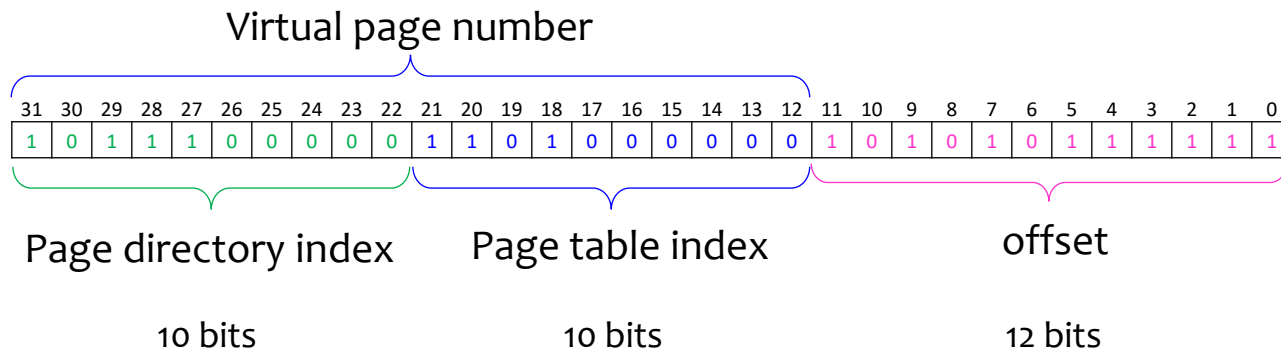 Virtual page number
31 30 29 28 27 26 25 24 23 22 21 20 19 18 17 16 15 14 13 12 11 10 9 8 7 6 5 4 3 2 1 0
1 0 1 1 1 0 0 0 0 0 1 1 0 1 0 0 0 0 0 0 1 0 1 0 1 0 1 1 1 1 1 1
Page directory index Page table index offset
10 bits 10 bits 12 bits